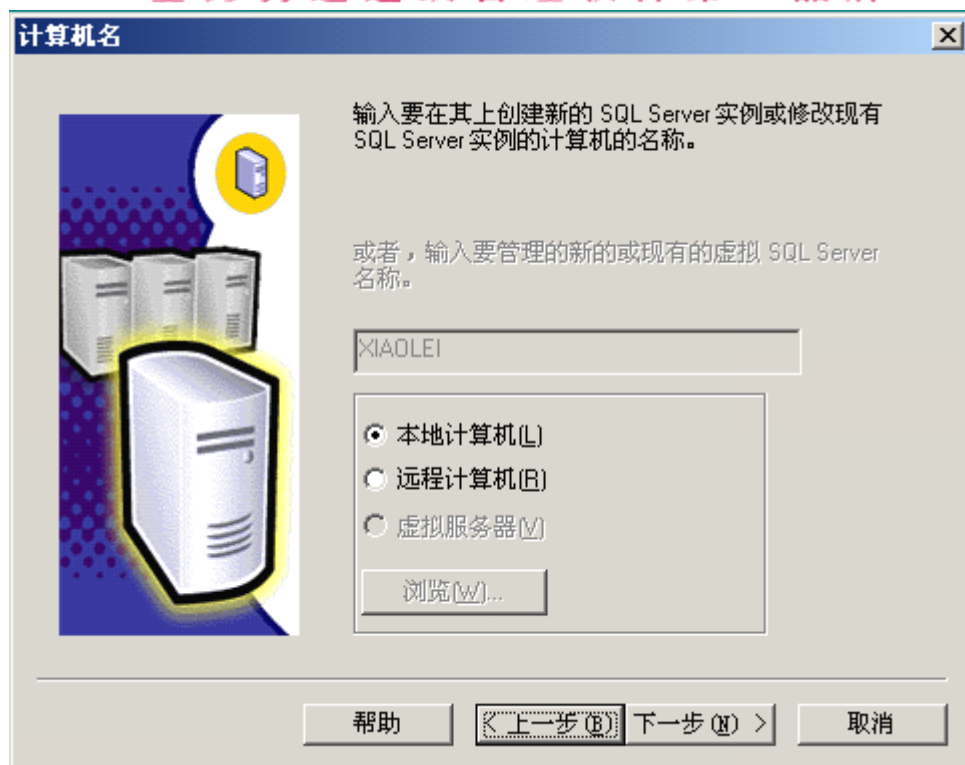 计算机名
输入要在其上创建新的 SQL Server 实例或修改现有
SQL Server 实例的计算机的名称。
或者，输入要管理的新的或现有的虚拟 SQL Server
名称。
XIAOLEI
本地计算机(L)
远程计算机(R)
虚拟服务器(V)
浏览(W)...
帮助
< 上一步(B)
下一步(N) >
取消